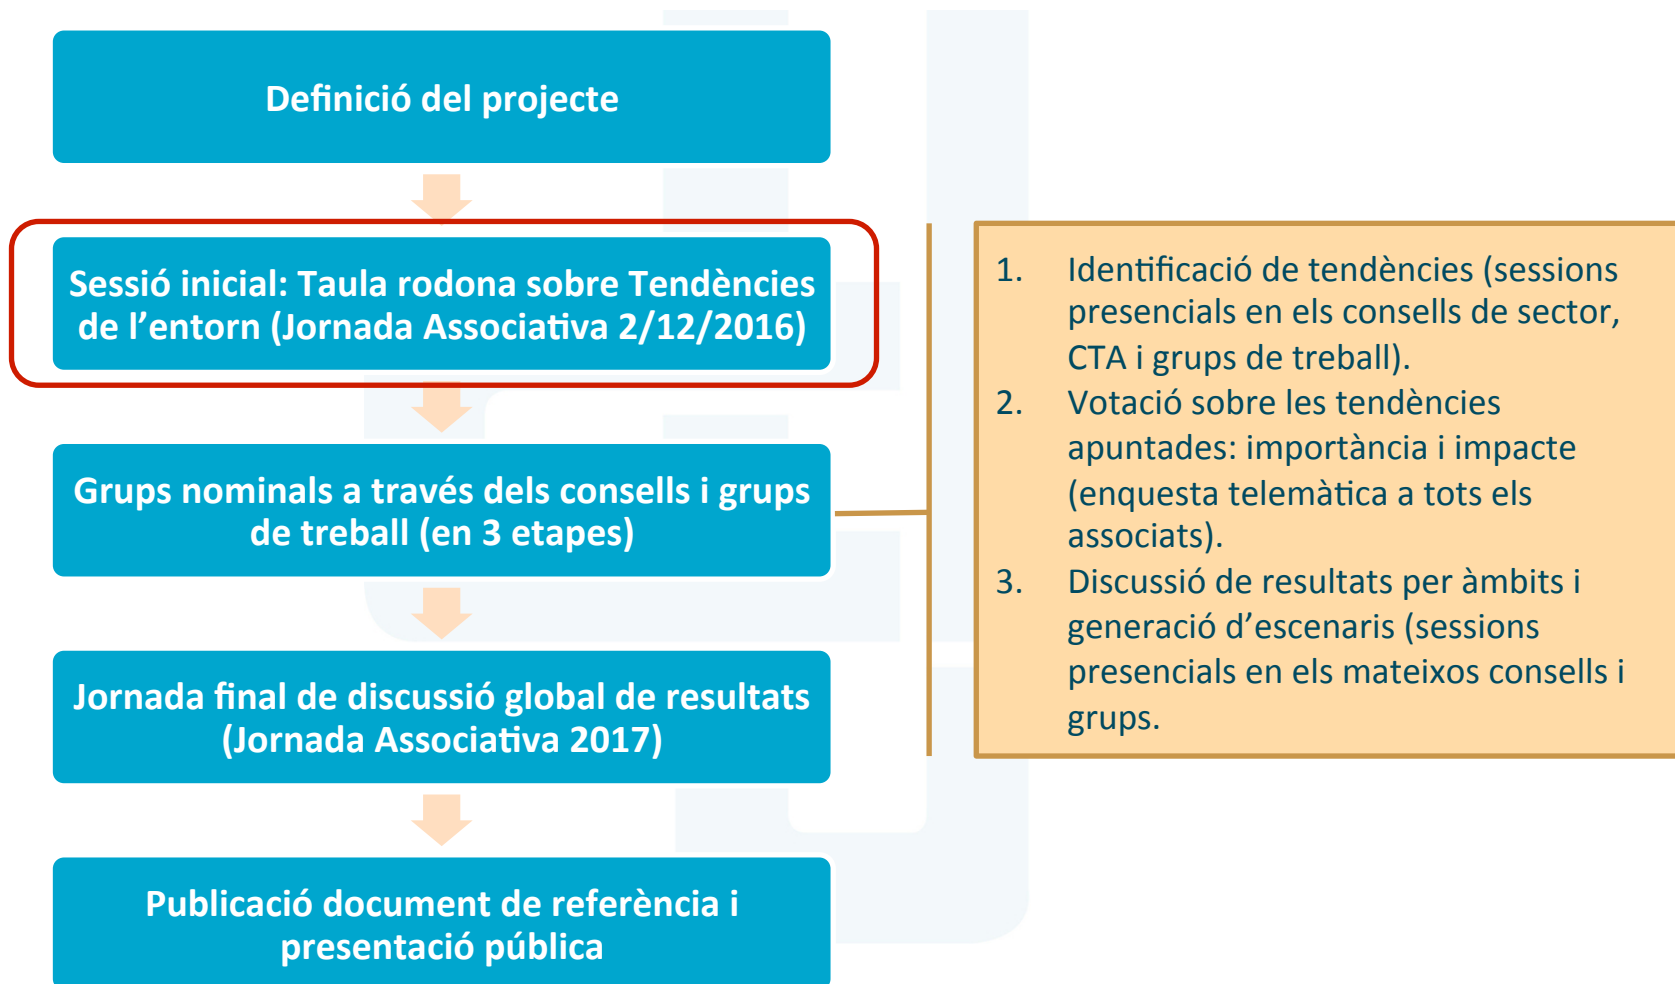 Definició del projecte
Sessió inicial: Taula rodona sobre Tendències
de l’entorn (Jornada Associativa 2/12/2016)
Grups nominals a través dels consells i grups
de treball (en 3 etapes)
Jornada final de discussió global de resultats
(Jornada Associativa 2017)
Publicació document de referència i
presentació pública
1. Identificació de tendències (sessions
presencials en els consells de sector,
CTA i grups de treball).
2. Votació sobre les tendències
apuntades: importància i impacte
(enquesta telemàtica a tots els
associats).
3. Discussió de resultats per àmbits i
generació d’escenaris (sessions
presencials en els mateixos consells i
grups.